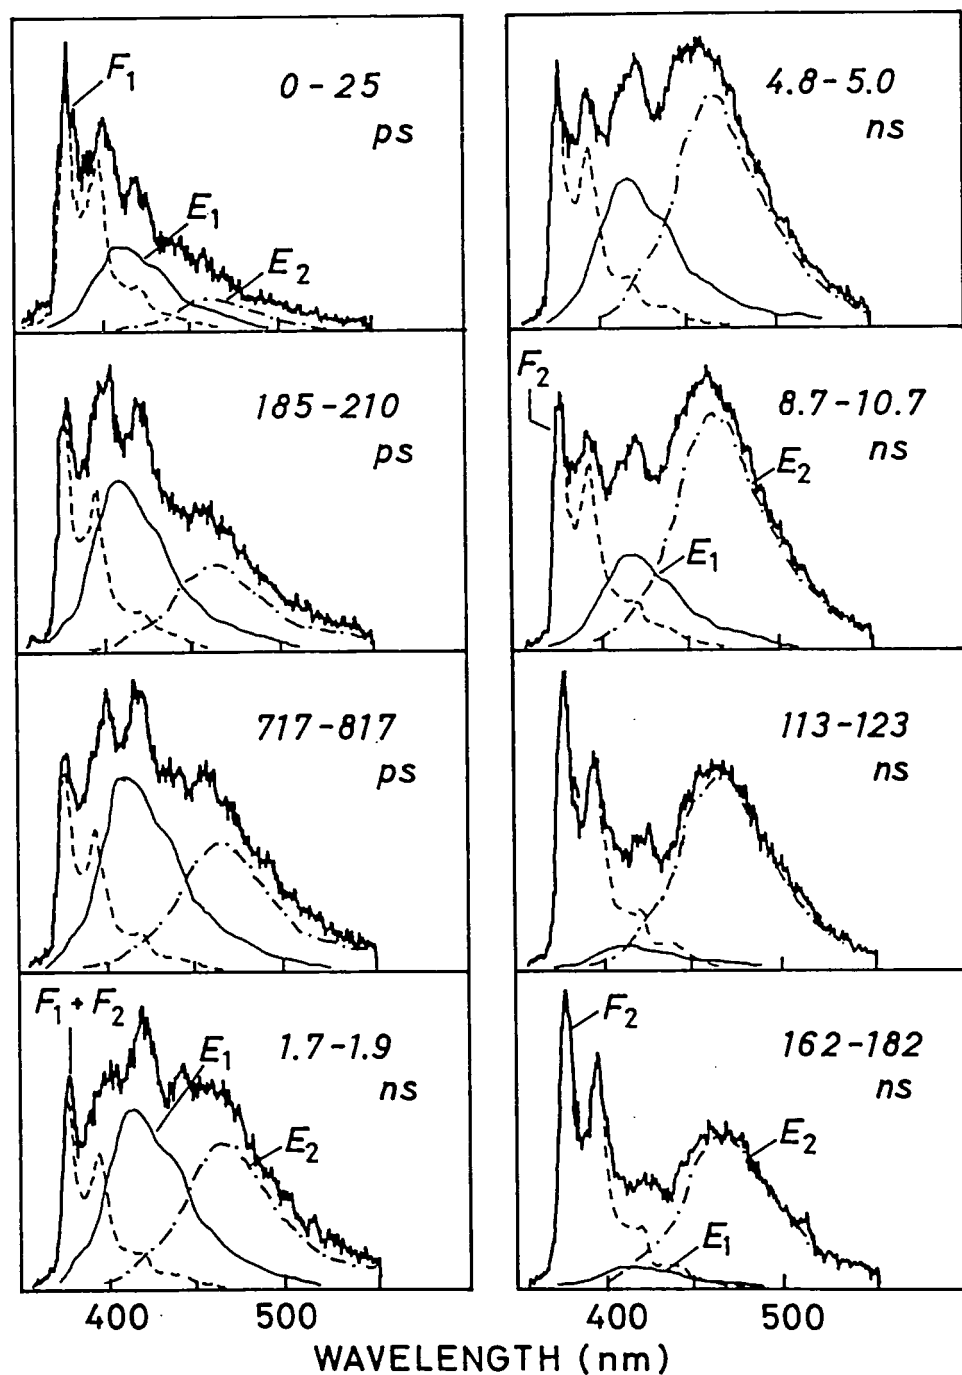 F₁
0-25
ps
E₁
E₂
185-210
ps
717-817
ps
F₁+F₂
1.7-1.9
ns
E₁
E₂
400
500
4.8-5.0
ns
F₂
8.7-10.7
ns
E₂
E₁
113-123
ns
F₂
162-182
ns
E₂
E₁
400
500
WAVELENGTH (nm)